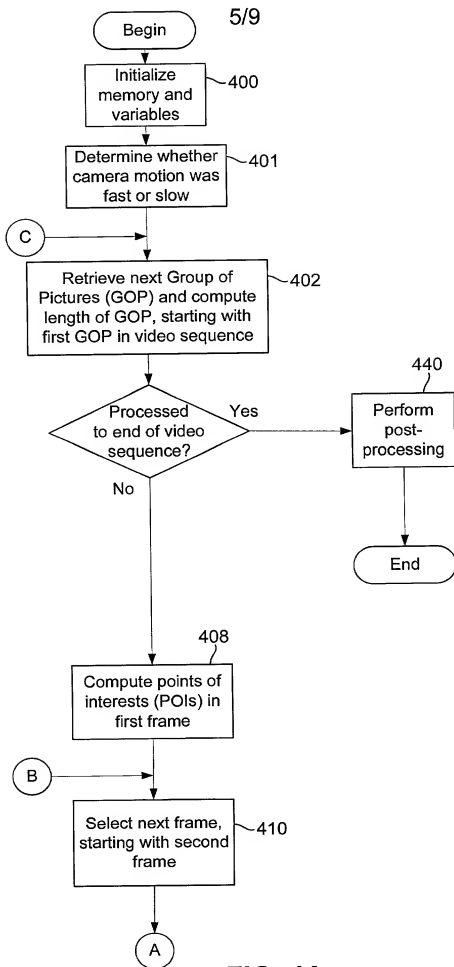 5/9
Begin
Initialize
memory and
variables
400
Determine whether
camera motion was
fast or slow
401
C
Retrieve next Group of
Pictures (GOP) and compute
length of GOP, starting with
first GOP in video sequence
402
Processed
to end of video
sequence?
Yes
No
440
Perform
post-
processing
End
408
Compute points of
interests (POIs) in
first frame
B
Select next frame,
starting with second
frame
410
A